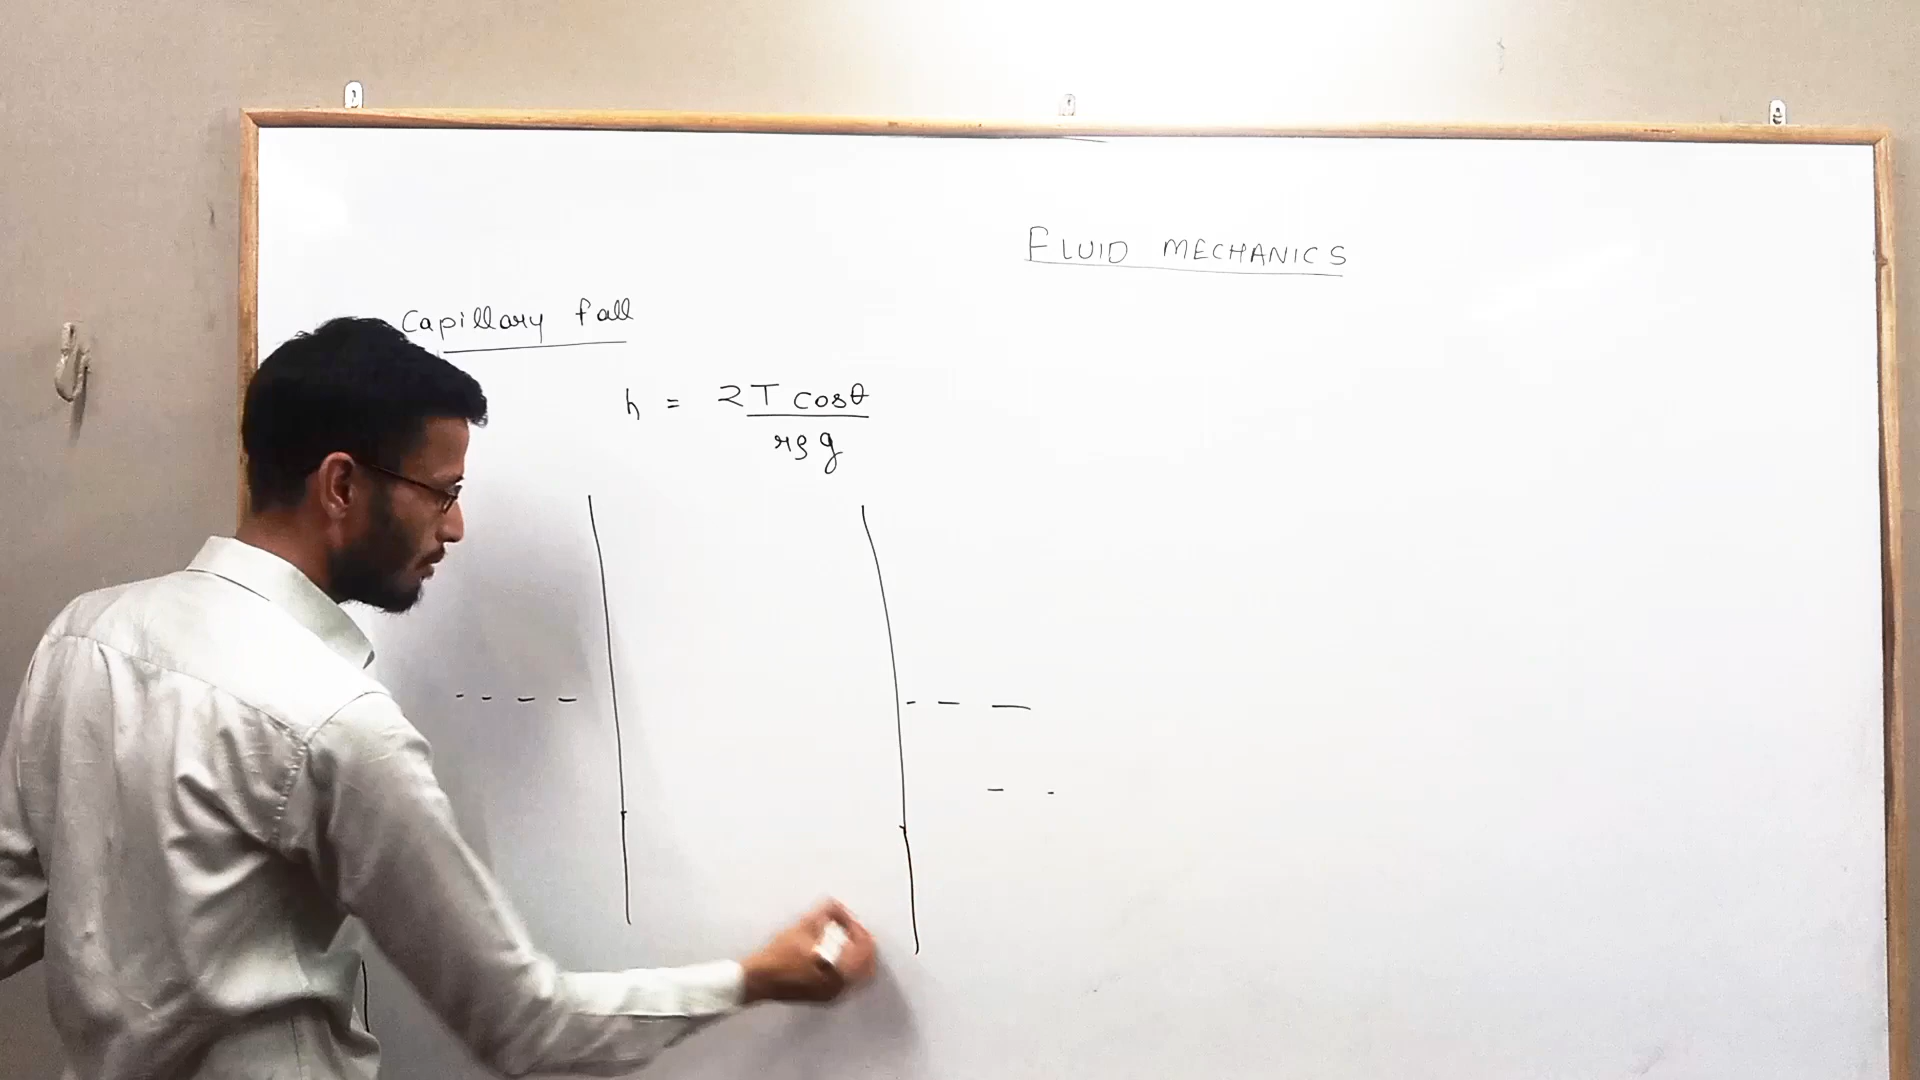 FLUID MECHANICS
Capillary fall
h = 2T cosθ
rρg